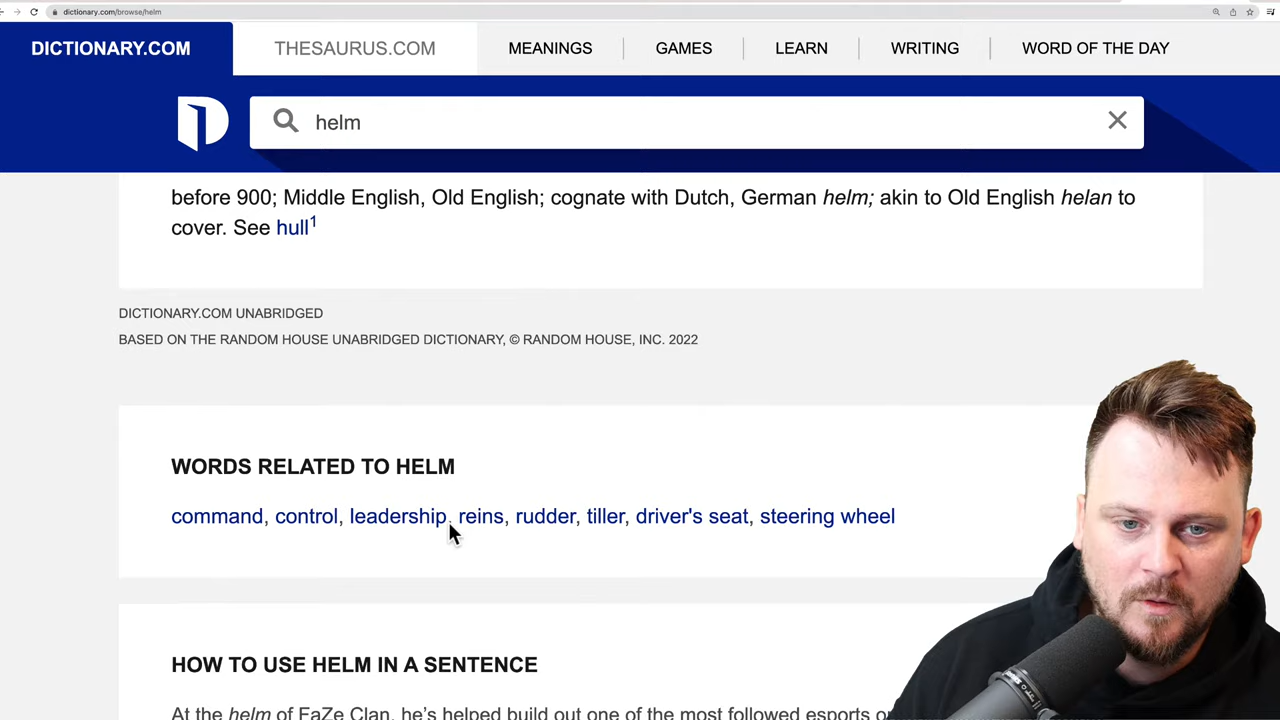 dictionary.com/browse/helm
DICTIONARY.COM THESAURUS.COM MEANINGS GAMES LEARN WRITING WORD OF THE DAY
helm
before 900; Middle English, Old English; cognate with Dutch, German helm; akin to Old English helan to
cover. See hull1
DICTIONARY.COM UNABRIDGED
BASED ON THE RANDOM HOUSE UNABRIDGED DICTIONARY, © RANDOM HOUSE, INC. 2022
WORDS RELATED TO HELM
command, control, leadership, reins, rudder, tiller, driver's seat, steering wheel
HOW TO USE HELM IN A SENTENCE
At the helm of FaZe Clan, he's helped build out one of the most followed esports